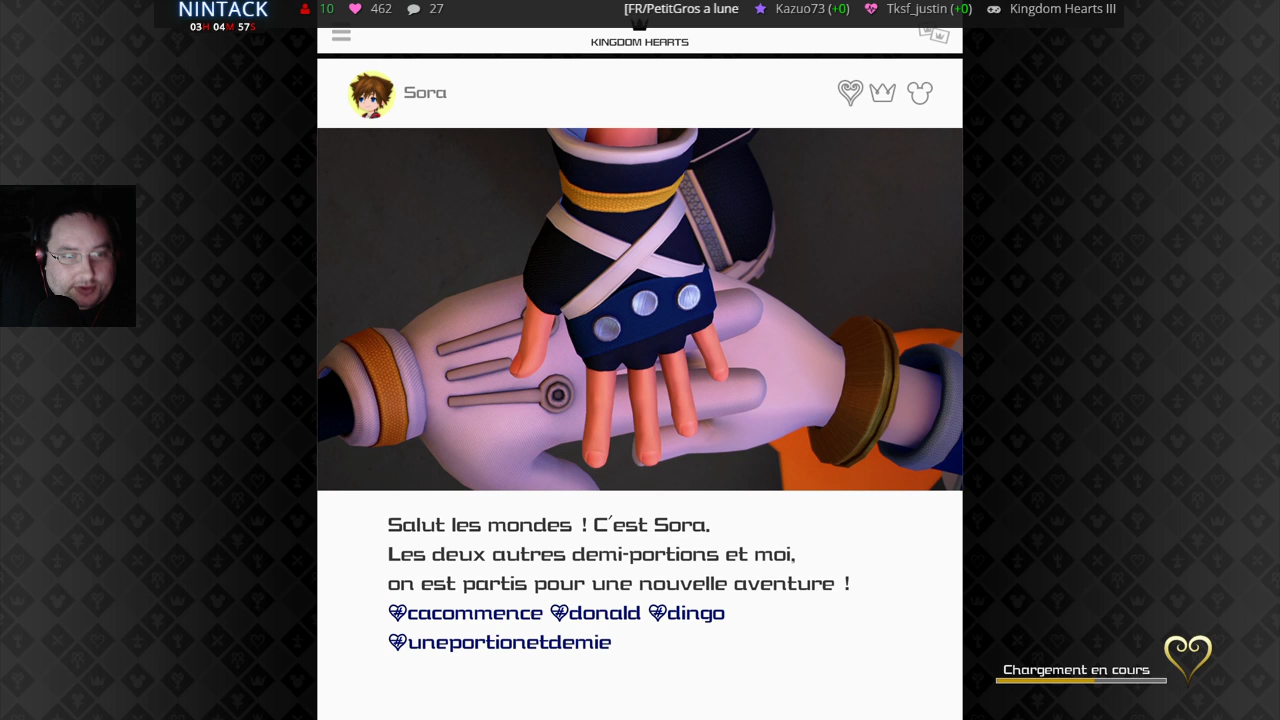 NINTACK
03H 04M 57S
10
462
27
[FR/PetitGros a lune
Kazuo73 (+0)
Tksf_justin (+0)
Kingdom Hearts III
KINGDOM HEARTS
Sora
Salut les mondes ! C'est Sora.
Les deux autres demi-portions et moi,
on est partis pour une nouvelle aventure !
#cacommence #donald #dingo
#uneportionetdemie
Chargement en cours